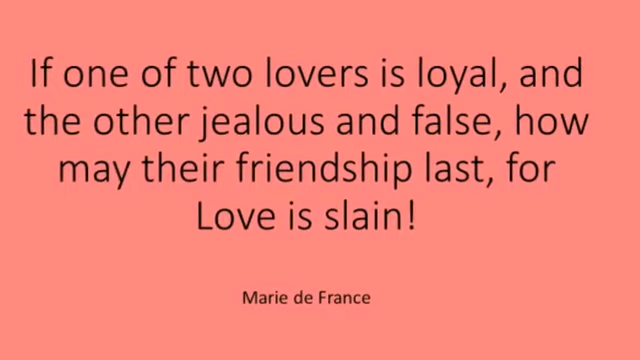 If one of two lovers is loyal, and
the other jealous and false, how
may their friendship last, for
Love is slain!
Marie de France